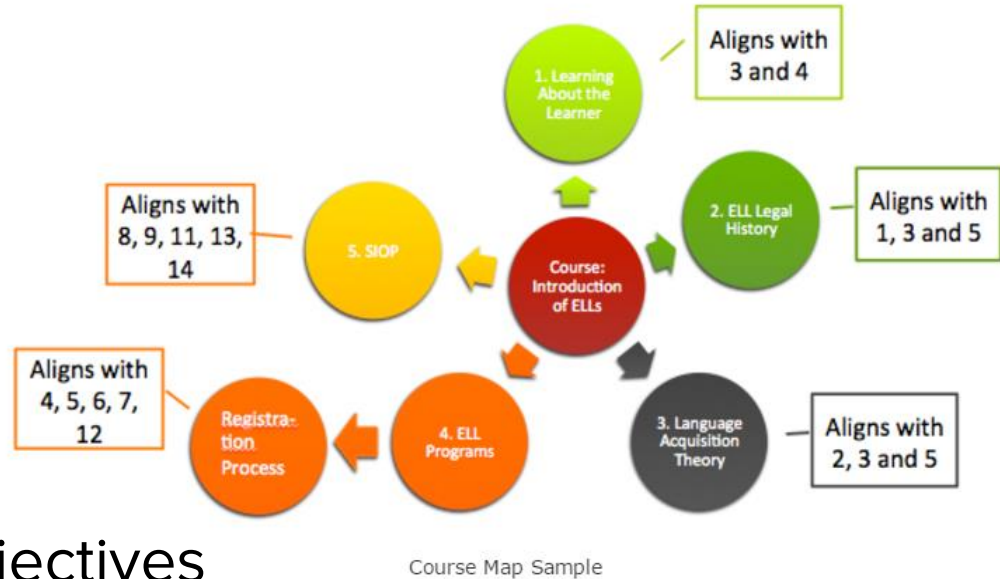 Aligns with
3 and 4
1. Learning
About the
Learner
Aligns with
1, 3 and 5
2. ELL Legal
History
Aligns with
8, 9, 11, 13,
14
5. SIOP
Course:
Introduction
of ELLs
Aligns with
4, 5, 6, 7,
12
Registra-
tion
Process
4. ELL
Programs
3. Language
Acquisition
Theory
Aligns with
2, 3 and 5
jectives
Course Map Sample